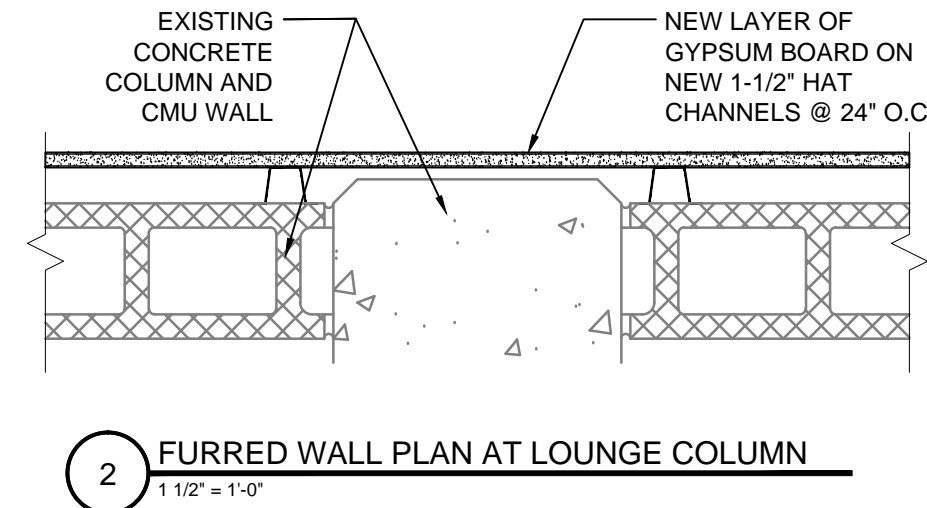 EXISTING
CONCRETE
COLUMN AND
CMU WALL
NEW LAYER OF
GYPSUM BOARD ON
NEW 1-1/2" HAT
CHANNELS @ 24" O.C
2
FURRED WALL PLAN AT LOUNGE COLUMN
1 1/2" = 1'-0"